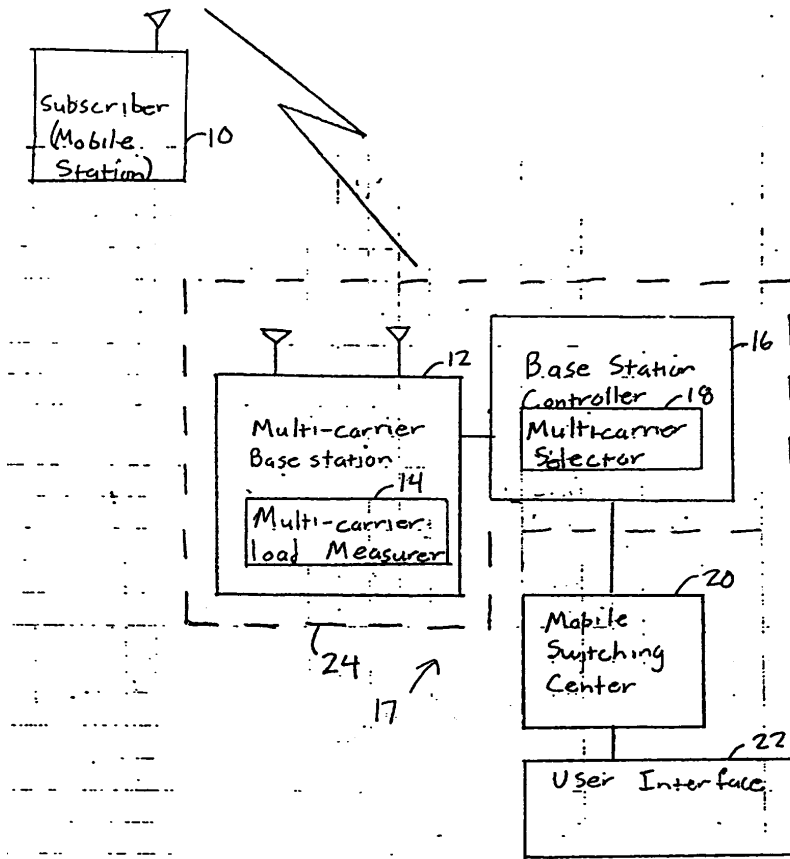 Subscriber
(Mobile
Station)
10
12
16
Base Station
Controller
18
Multicarrier
Selector
Multi-carrier
Base station
14
Multi-carrier
load Measurer
20
Mobile
Switching
Center
24
17
22
User Interface